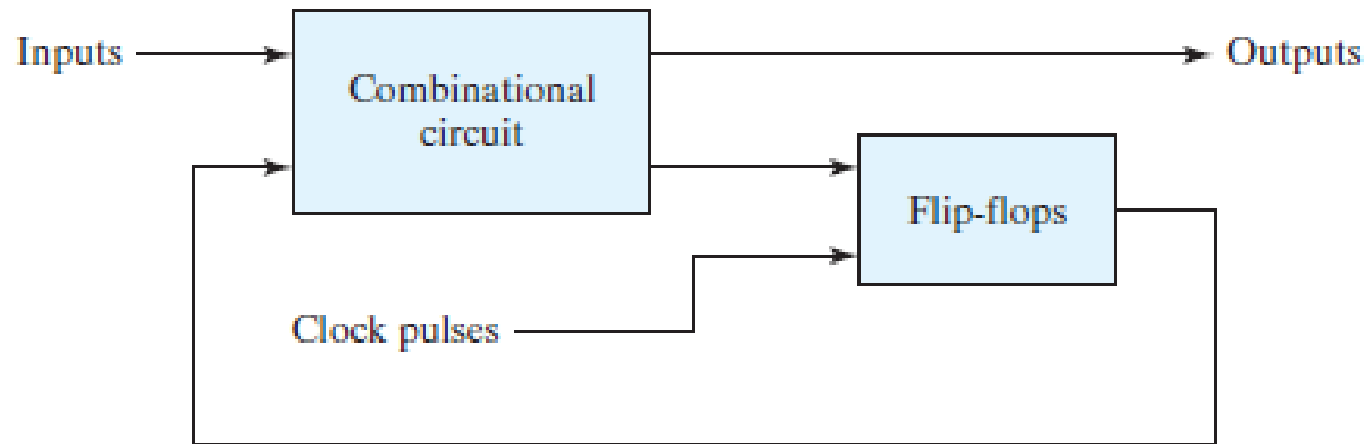 Inputs
Combinational
circuit
Outputs
Flip-flops
Clock pulses